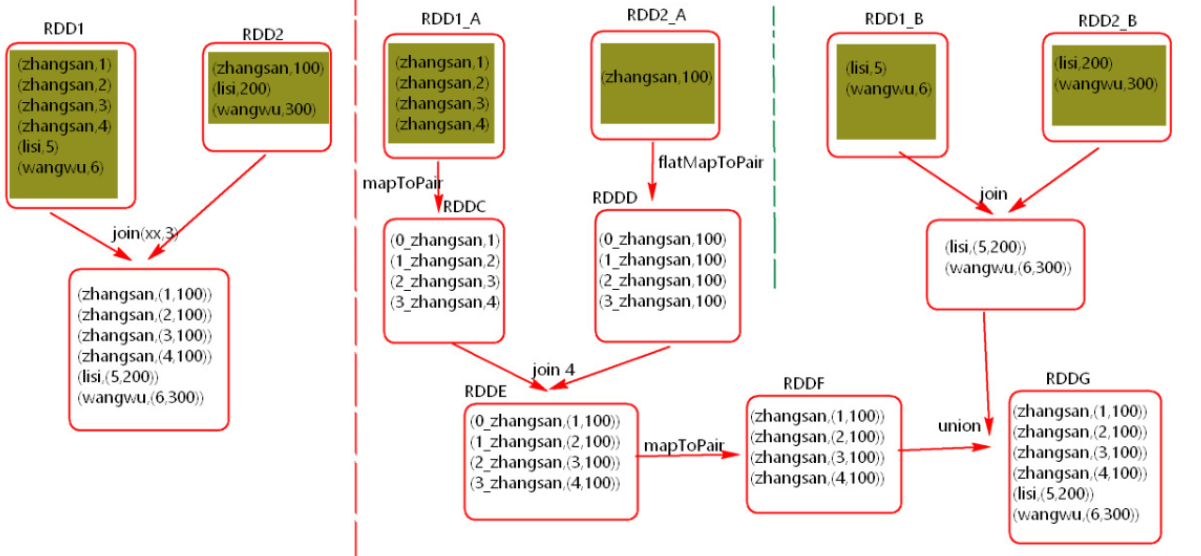 RDD1
(zhangsan,1)
(zhangsan,2)
(zhangsan,3)
(zhangsan,4)
(lisi,5)
(wangwu,6)
RDD2
(zhangsan,100)
(lisi,200)
(wangwu,300)
join(xx,3)
(zhangsan,(1,100))
(zhangsan,(2,100))
(zhangsan,(3,100))
(zhangsan,(4,100))
(lisi,(5,200))
(wangwu,(6,300))
RDD1_A
(zhangsan,1)
(zhangsan,2)
(zhangsan,3)
(zhangsan,4)
RDD2_A
(zhangsan,100)
mapToPair
flatMapToPair
RDDC
(0_zhangsan,1)
(1_zhangsan,2)
(2_zhangsan,3)
(3_zhangsan,4)
RDDD
(0_zhangsan,100)
(1_zhangsan,100)
(2_zhangsan,100)
(3_zhangsan,100)
join 4
RDDE
(0_zhangsan,(1,100))
(1_zhangsan,(2,100))
(2_zhangsan,(3,100))
(3_zhangsan,(4,100))
mapToPair
RDDF
(zhangsan,(1,100))
(zhangsan,(2,100))
(zhangsan,(3,100))
(zhangsan,(4,100))
RDD1_B
(lisi,5)
(wangwu,6)
RDD2_B
(lisi,200)
(wangwu,300)
join
(lisi,(5,200))
(wangwu,(6,300))
union
RDDG
(zhangsan,(1,100))
(zhangsan,(2,100))
(zhangsan,(3,100))
(zhangsan,(4,100))
(lisi,(5,200))
(wangwu,(6,300))